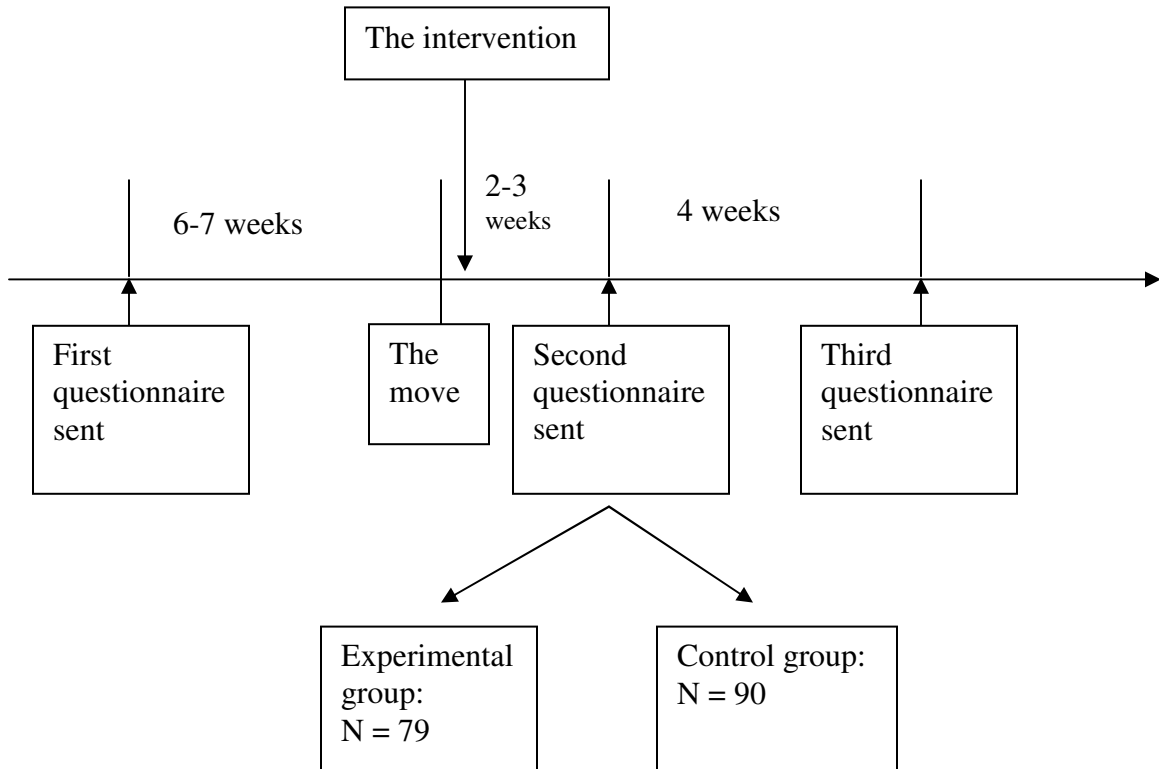 The intervention
6-7 weeks
2-3
weeks
4 weeks
First
questionnaire
sent
The
move
Second
questionnaire
sent
Third
questionnaire
sent
Experimental
group:
N = 79
Control group:
N = 90